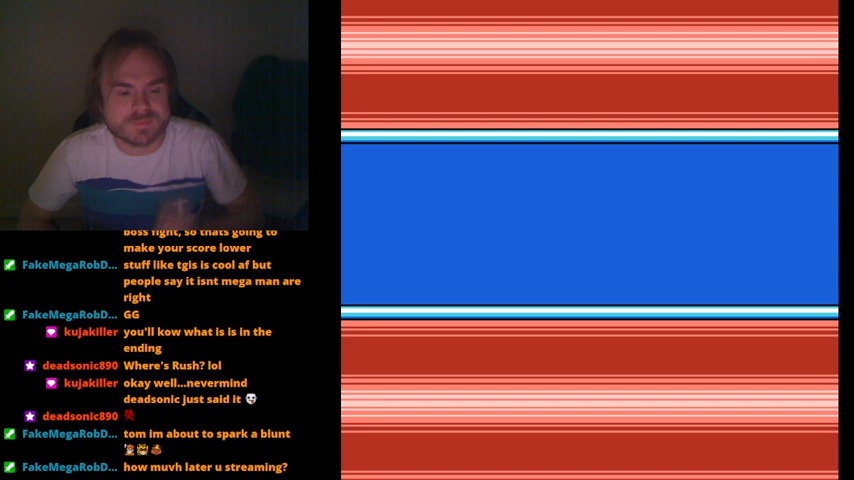 boss fight, so thats going to
make your score lower
FakeMegaRobD... stuff like tgis is cool af but
people say it isnt mega man are
right
FakeMegaRobD... GG
kujakiller you'll kow what is is in the
ending
deadsonic890 Where's Rush? lol
kujakiller okay well...nevermind
deadsonic just said it 💀
deadsonic890
FakeMegaRobD... tom im about to spark a blunt
FakeMegaRobD... how muvh later u streaming?